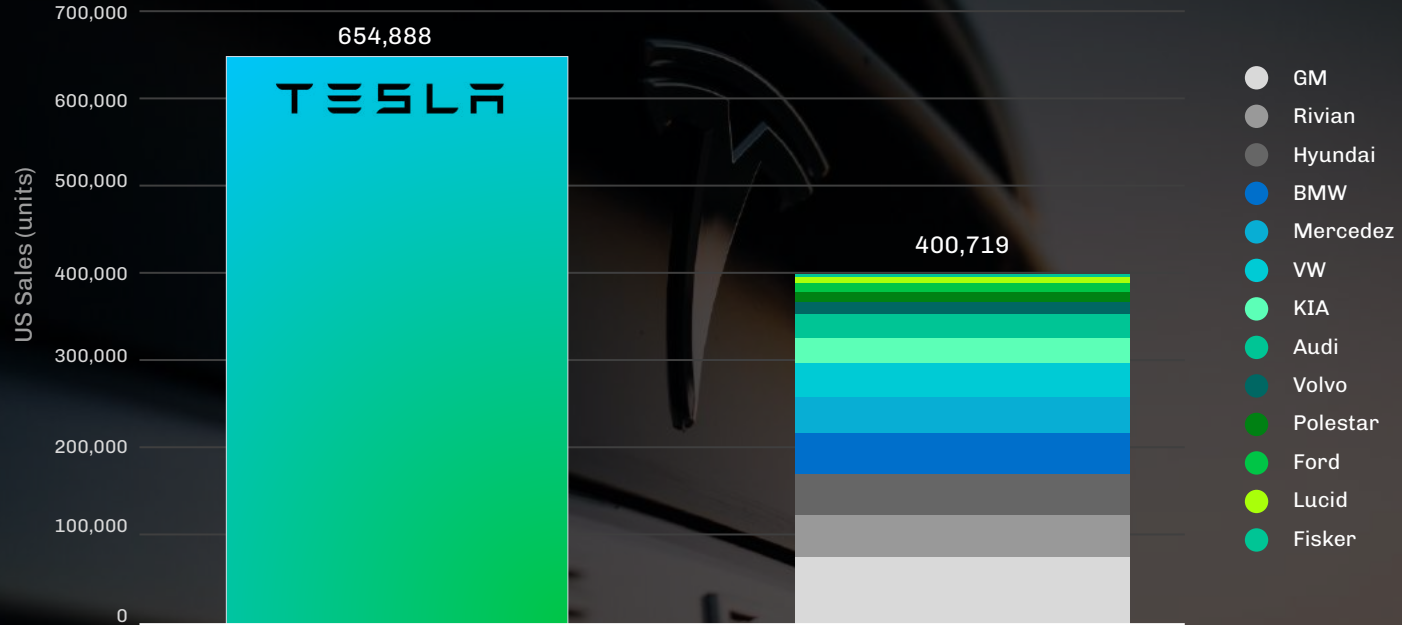 700,000
654,888
TESLA
600,000
500,000
400,719
400,000
300,000
200,000
100,000
0
US Sales (units)
GM
Rivian
Hyundai
BMW
Mercedez
VW
KIA
Audi
Volvo
Polestar
Ford
Lucid
Fisker